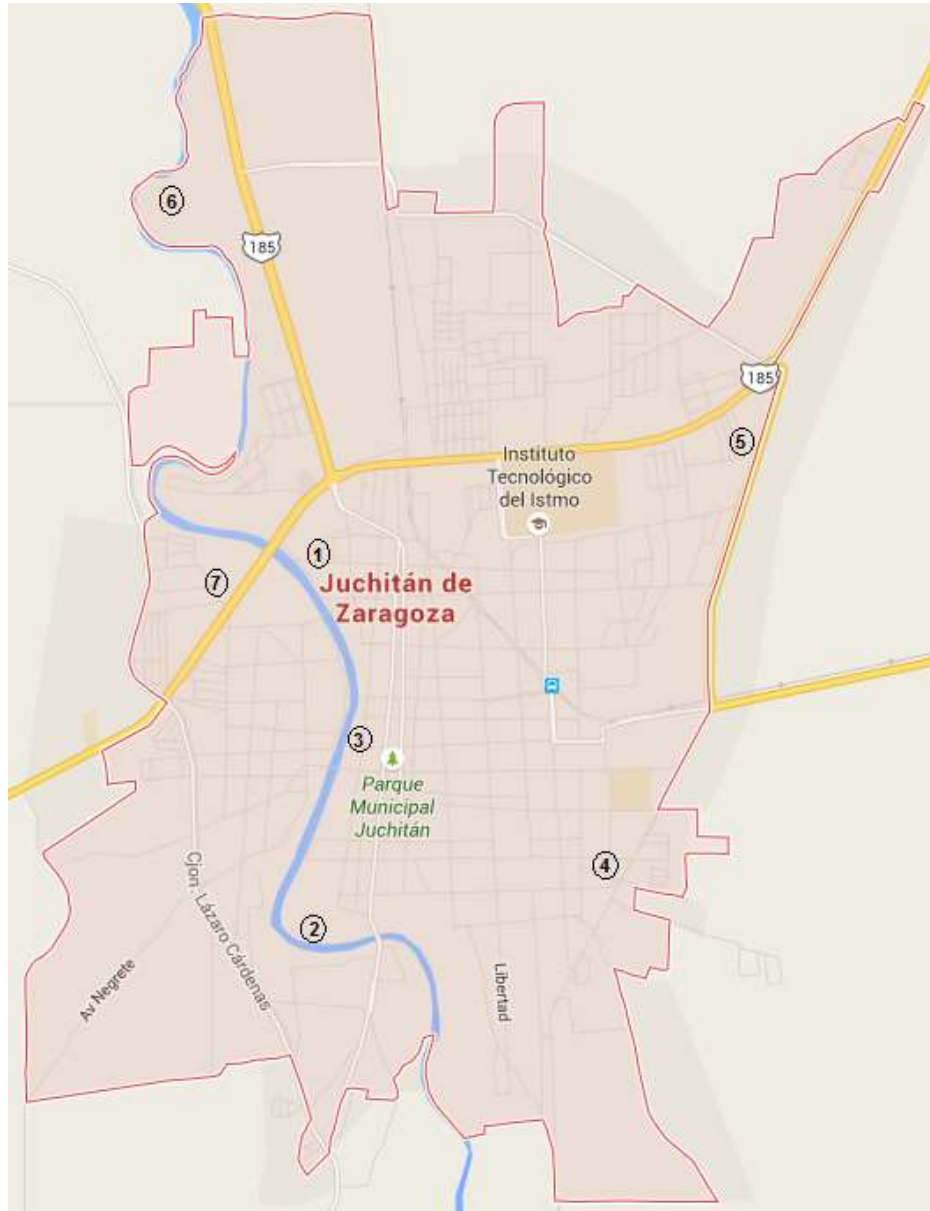 6
185
185
5
Instituto
Tecnológico
del Istmo
1
7
Juchitán de
Zaragoza
3
Parque
Municipal
Juchitán
4
Cjon. Lázaro Cárdenas
2
Av Negrete
Libertad